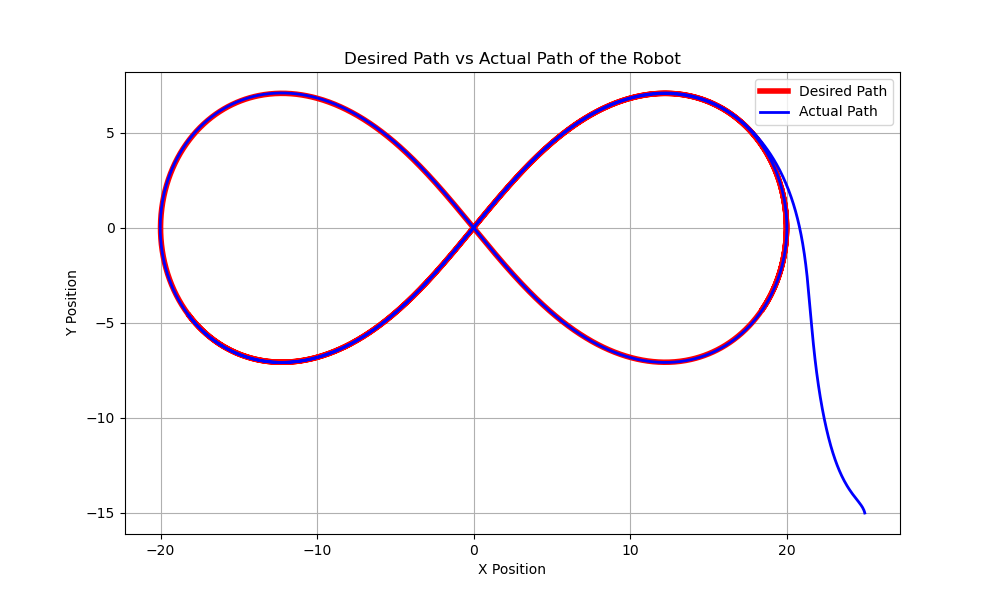 Desired Path vs Actual Path of the Robot
Desired Path
Actual Path
Y Position
5
0
−5
−10
−15
−20
−10
0
10
20
X Position